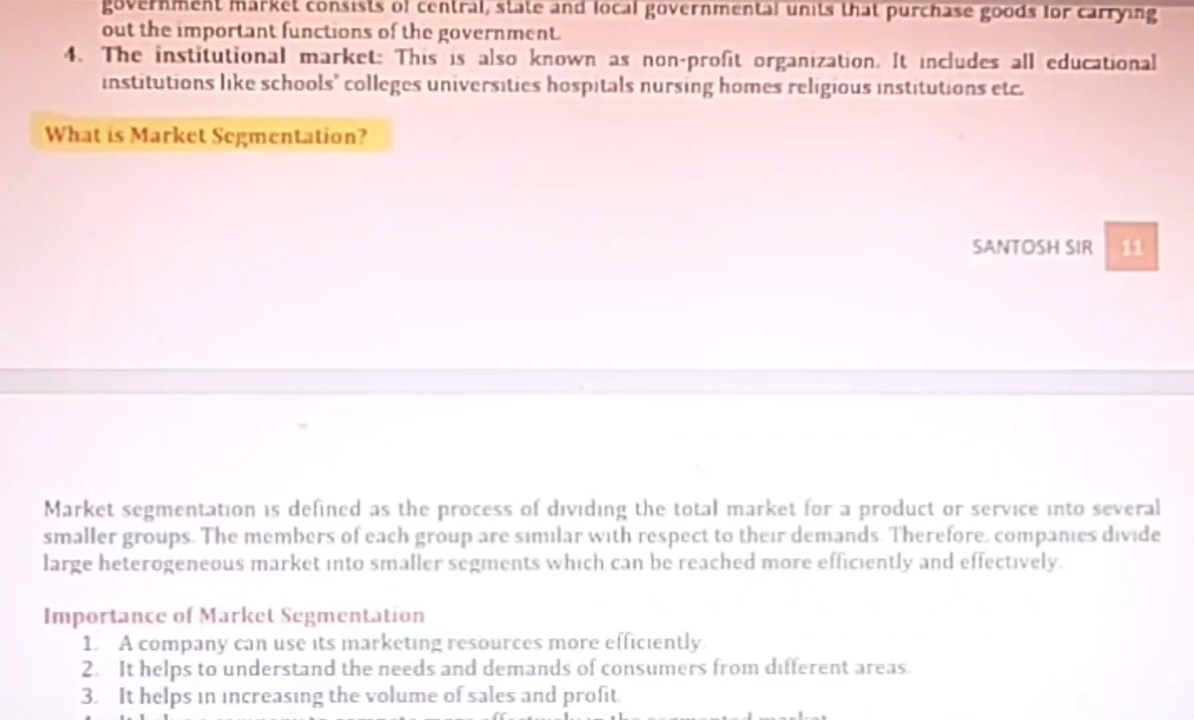 government market consists of central, state and local governmental units that purchase goods for carrying
out the important functions of the government.
4. The institutional market: This is also known as non-profit organization. It includes all educational
institutions like schools' colleges universities hospitals nursing homes religious institutions etc.
What is Market Segmentation?
SANTOSH SIR 11
Market segmentation is defined as the process of dividing the total market for a product or service into several
smaller groups. The members of each group are similar with respect to their demands. Therefore, companies divide
large heterogeneous market into smaller segments which can be reached more efficiently and effectively.
Importance of Market Segmentation
1. A company can use its marketing resources more efficiently.
2. It helps to understand the needs and demands of consumers from different areas.
3. It helps in increasing the volume of sales and profit.